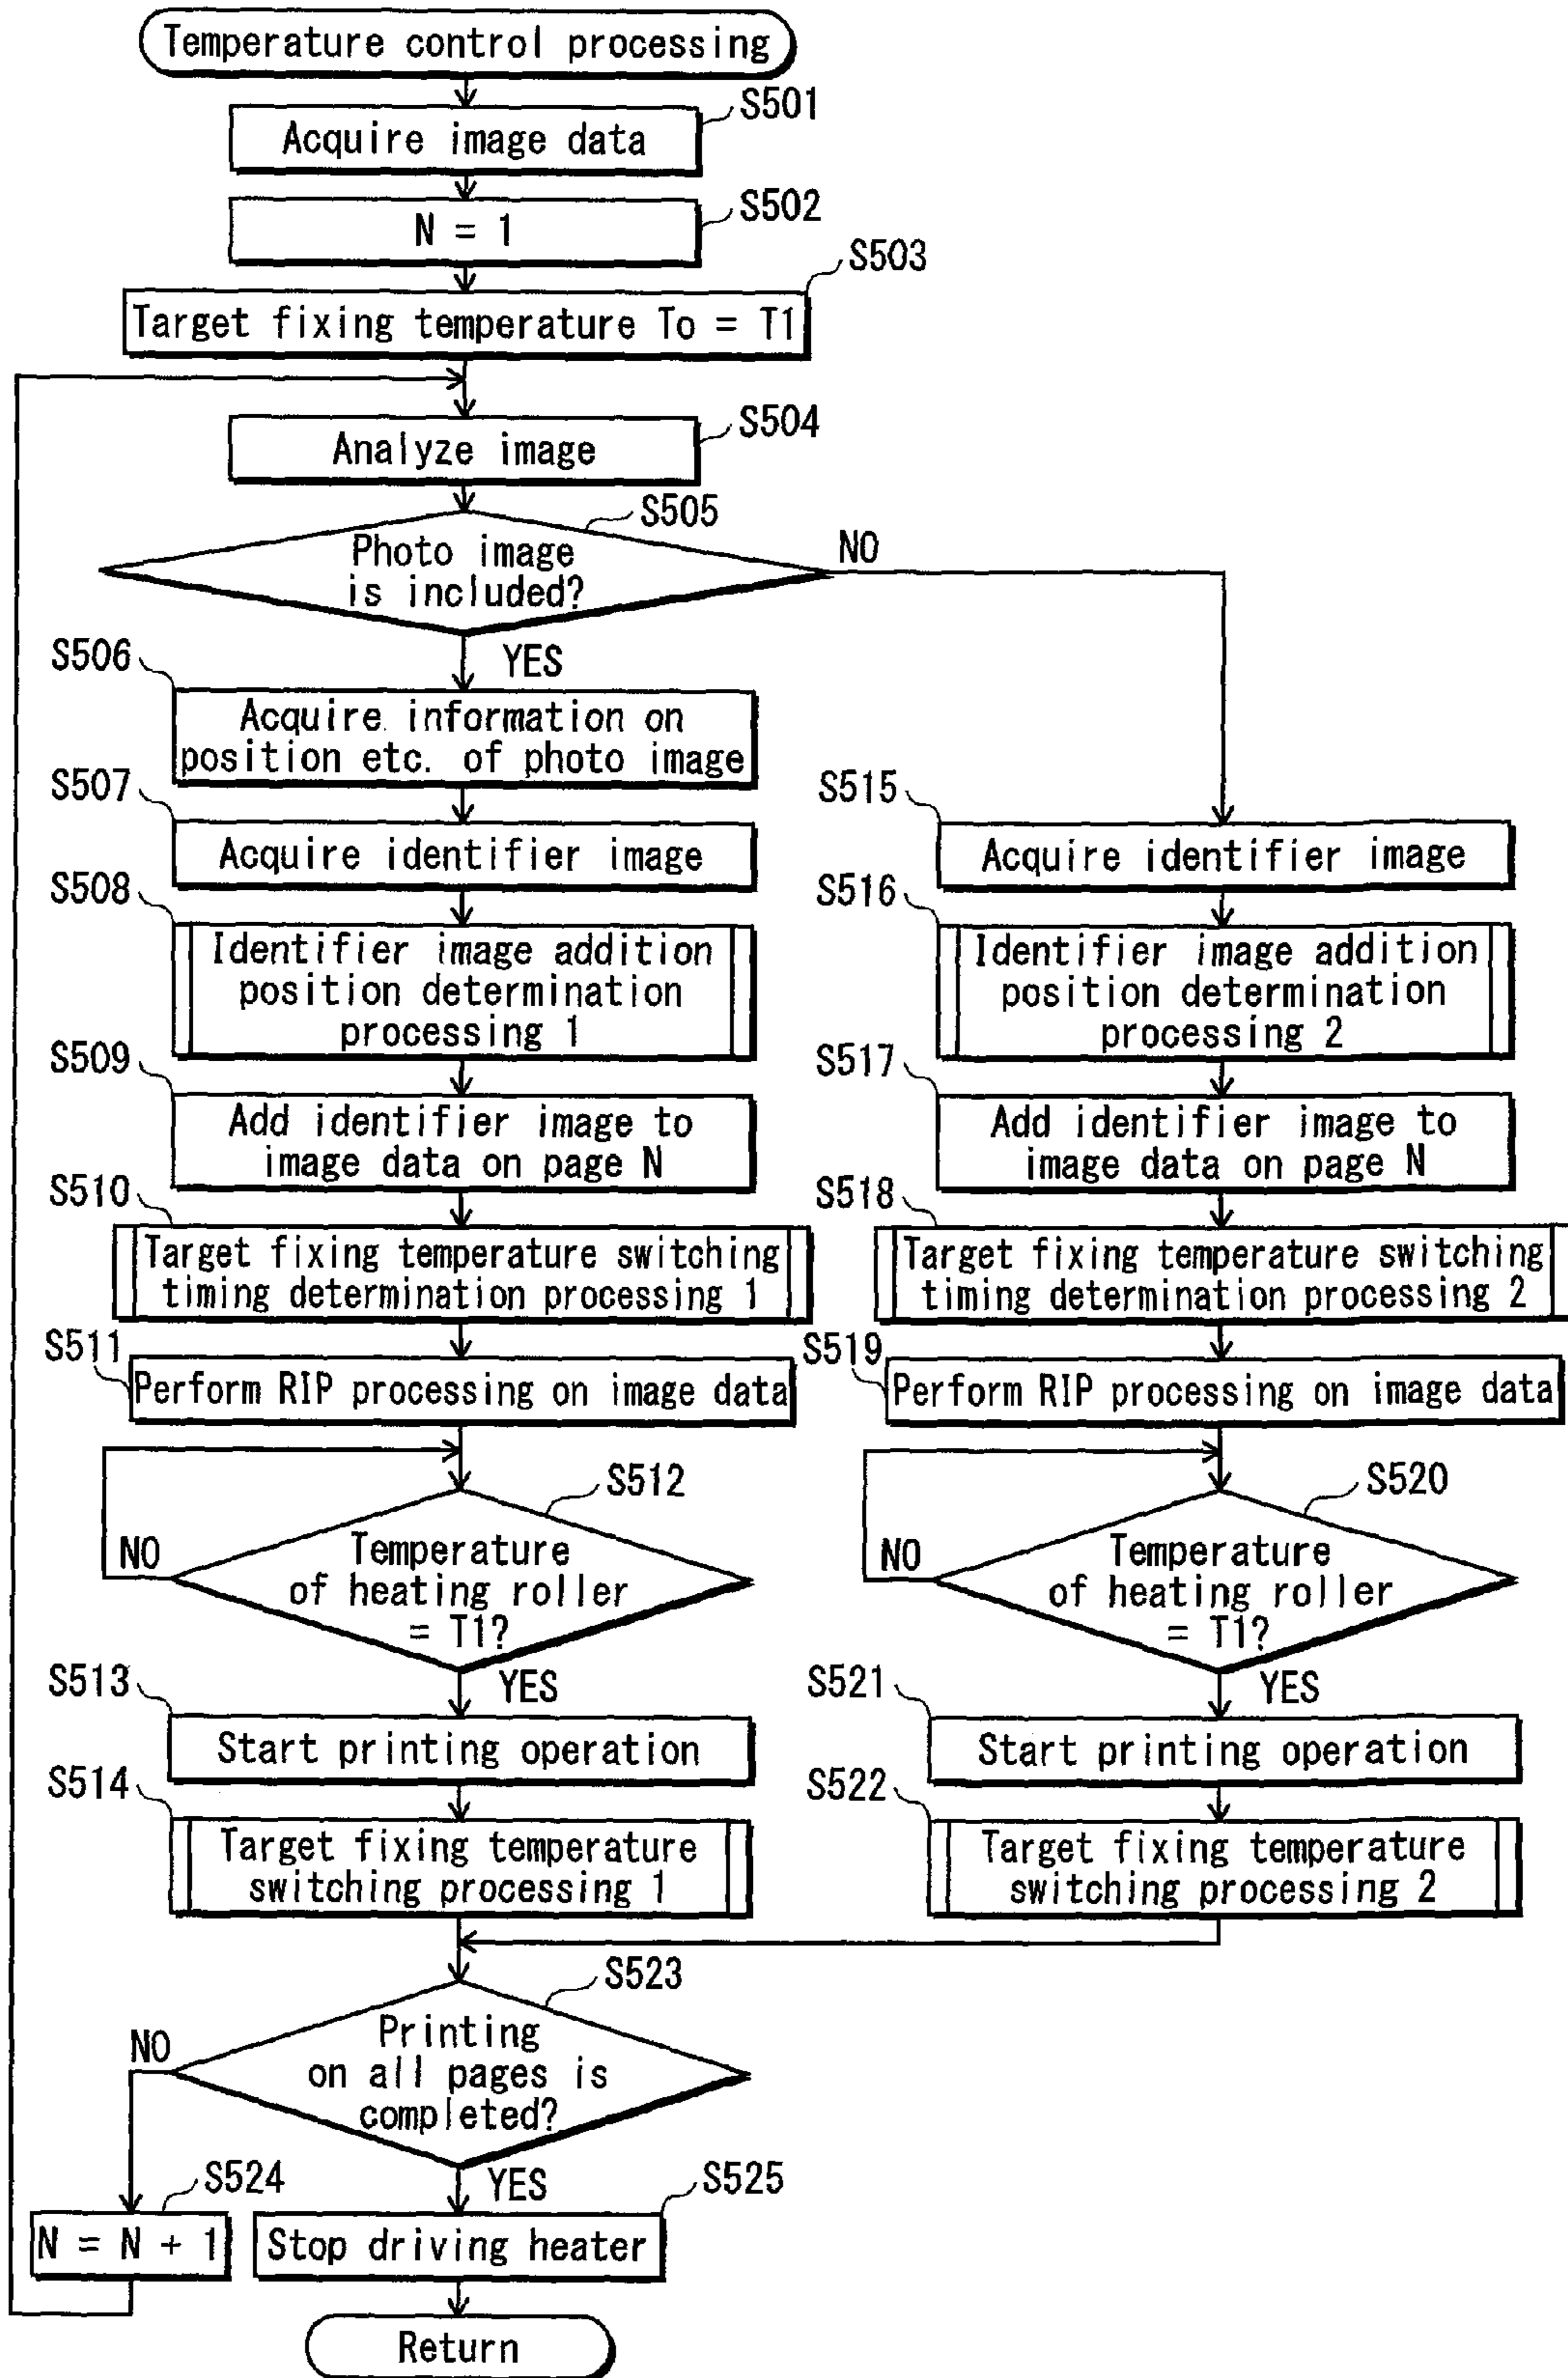 Temperature control processing
S501
Acquire image data
S502
N = 1
S503
Target fixing temperature To = T1
S504
Analyze image
S505
Photo image
is included?
NO
YES
S506
Acquire information on
position etc. of photo image
S507
Acquire identifier image
S508
Identifier image addition
position determination
processing 1
S509
Add identifier image to
image data on page N
S510
Target fixing temperature switching
timing determination processing 1
S511
Perform RIP processing on image data
S512
Temperature
of heating roller
= T1?
NO
YES
S513
Start printing operation
S514
Target fixing temperature
switching processing 1
S515
Acquire identifier image
S516
Identifier image addition
position determination
processing 2
S517
Add identifier image to
image data on page N
S518
Target fixing temperature switching
timing determination processing 2
S519
Perform RIP processing on image data
S520
Temperature
of heating roller
= T1?
NO
YES
S521
Start printing operation
S522
Target fixing temperature
switching processing 2
S523
Printing
on all pages is
completed?
NO
YES
S524
N = N + 1
S525
Stop driving heater
Return